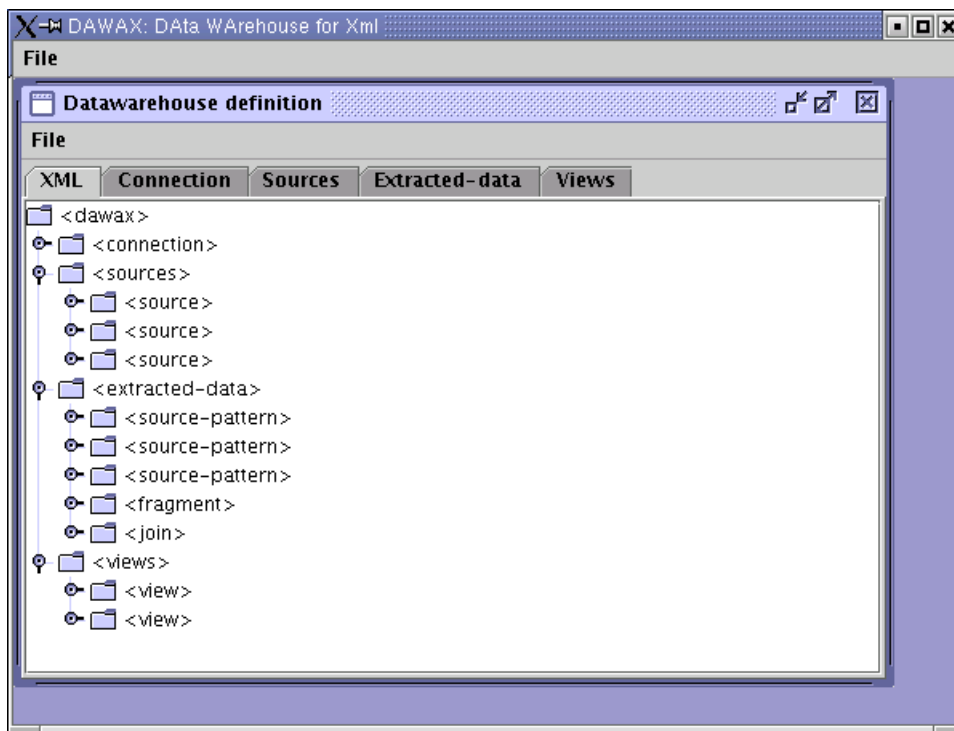 DAWAX: DAta WArehouse for Xml
File
Datawarehouse definition
File
XML Connection Sources Extracted-data Views
<dawax>
<connection>
<sources>
<source>
<source>
<source>
<extracted-data>
<source-pattern>
<source-pattern>
<source-pattern>
<fragment>
<join>
<views>
<view>
<view>